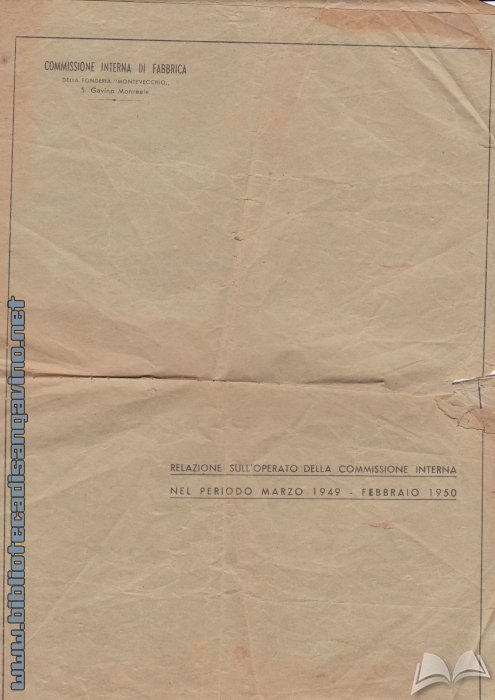 COMMISSIONE INTERNA DI FABBRICA
DELLA FONDERIA "MONTEVECCHIO,,
S. Gavino Monreale
RELAZIONE SULL'OPERATO DELLA COMMISSIONE INTERNA
NEL PERIODO MARZO 1949 - FEBBRAIO 1950
www.bibliotecadisangavino.net